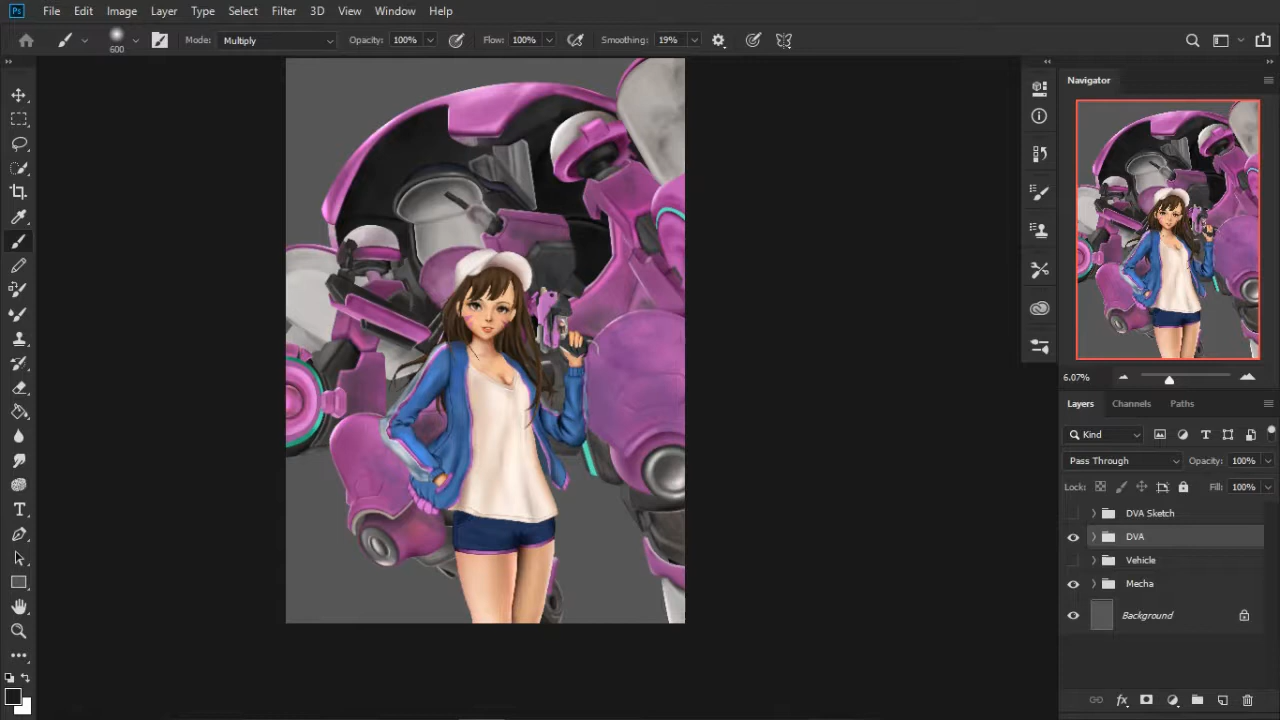 Ps File Edit Image Layer Type Select Filter 3D View Window Help
600 Mode: Multiply Opacity: 100% Flow: 100% Smoothing: 19%
Navigator
6.07%
Layers Channels Paths
Kind
Pass Through Opacity: 100%
Lock: Fill: 100%
DVA Sketch
DVA
Vehicle
Mecha
Background